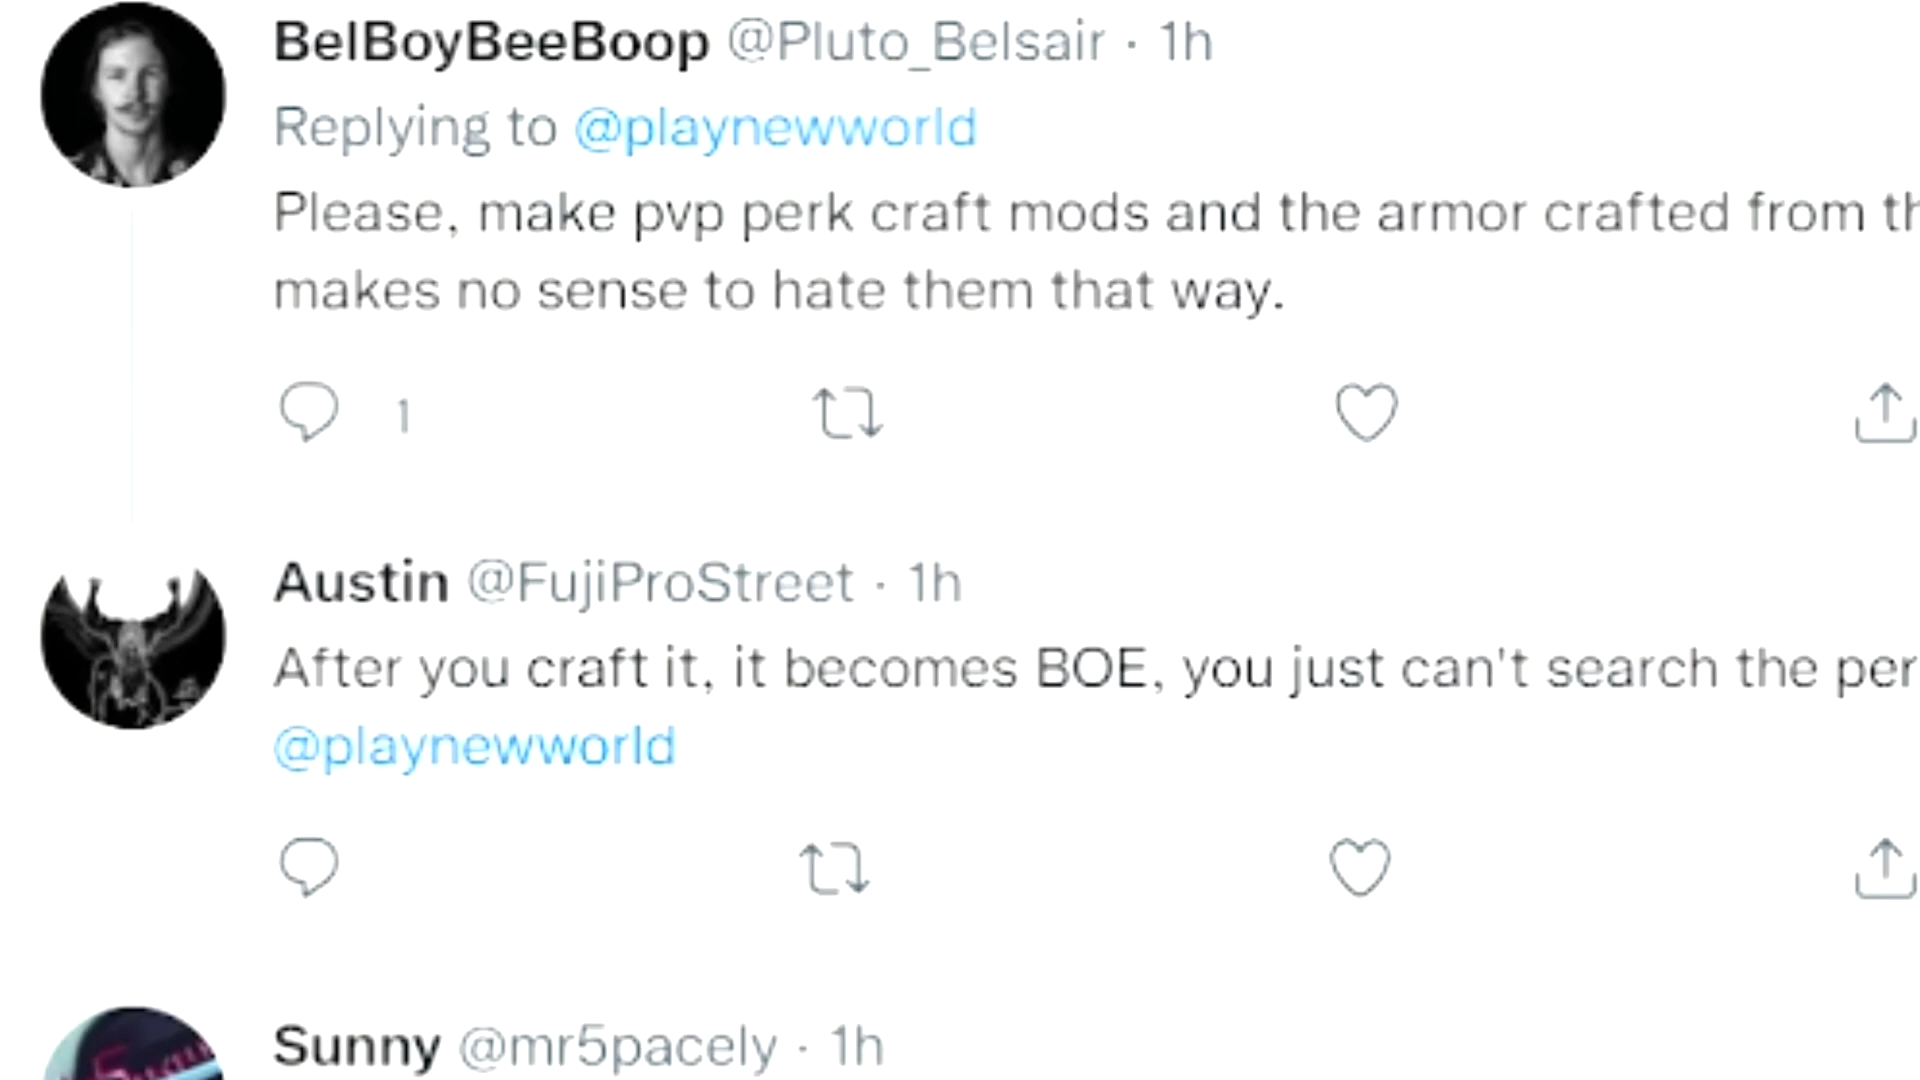 BelBoyBeeBoop @Pluto_Belsair · 1h
Replying to @playnewworld
Please, make pvp perk craft mods and the armor crafted from
makes no sense to hate them that way.
1
Austin @FujiProStreet · 1h
After you craft it, it becomes BOE, you just can't search the
@playnewworld
Sunny @mr5pacely · 1h